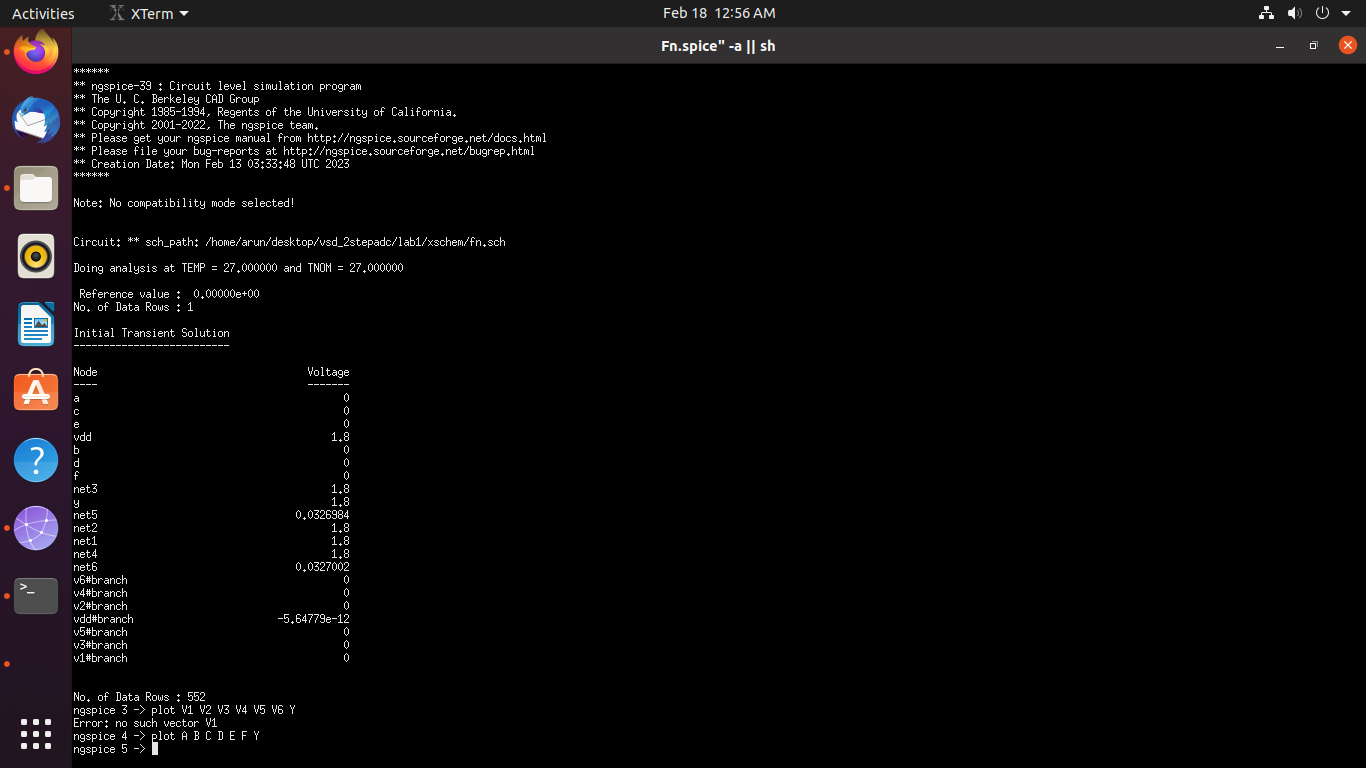 Activities
XTerm
Feb 18 12:56 AM
Fn.spice" -a || sh
******
** ngspice-39 : Circuit level simulation program
** The U. C. Berkeley CAD Group
** Copyright 1985-1994, Regents of the University of California.
** Copyright 2001-2022, The ngspice team.
** Please get your ngspice manual from http://ngspice.sourceforge.net/docs.html
** Please file your bug-reports at http://ngspice.sourceforge.net/bugrep.html
** Creation Date: Mon Feb 13 03:33:48 UTC 2023
******
Note: No compatibility mode selected!
Circuit: ** sch_path: /home/arun/desktop/vsd_2stepadc/lab1/xschem/fn.sch
Doing analysis at TEMP = 27.000000 and TNOM = 27.000000
Reference value : 0.00000e+00
No. of Data Rows : 1
Initial Transient Solution
--------------------------
Node Voltage
---- -------
a 0
c 0
e 0
vdd 1.8
b 0
d 0
f 0
net3 1.8
y 1.8
net5 0.0326984
net2 1.8
net1 1.8
net4 1.8
net6 0.0327002
v6#branch 0
v4#branch 0
v2#branch 0
vdd#branch -5.64779e-12
v5#branch 0
v3#branch 0
v1#branch 0
No. of Data Rows : 552
ngspice 3 -> plot V1 V2 V3 V4 V5 V6 Y
Error: no such vector V1
ngspice 4 -> plot A B C D E F Y
ngspice 5 ->